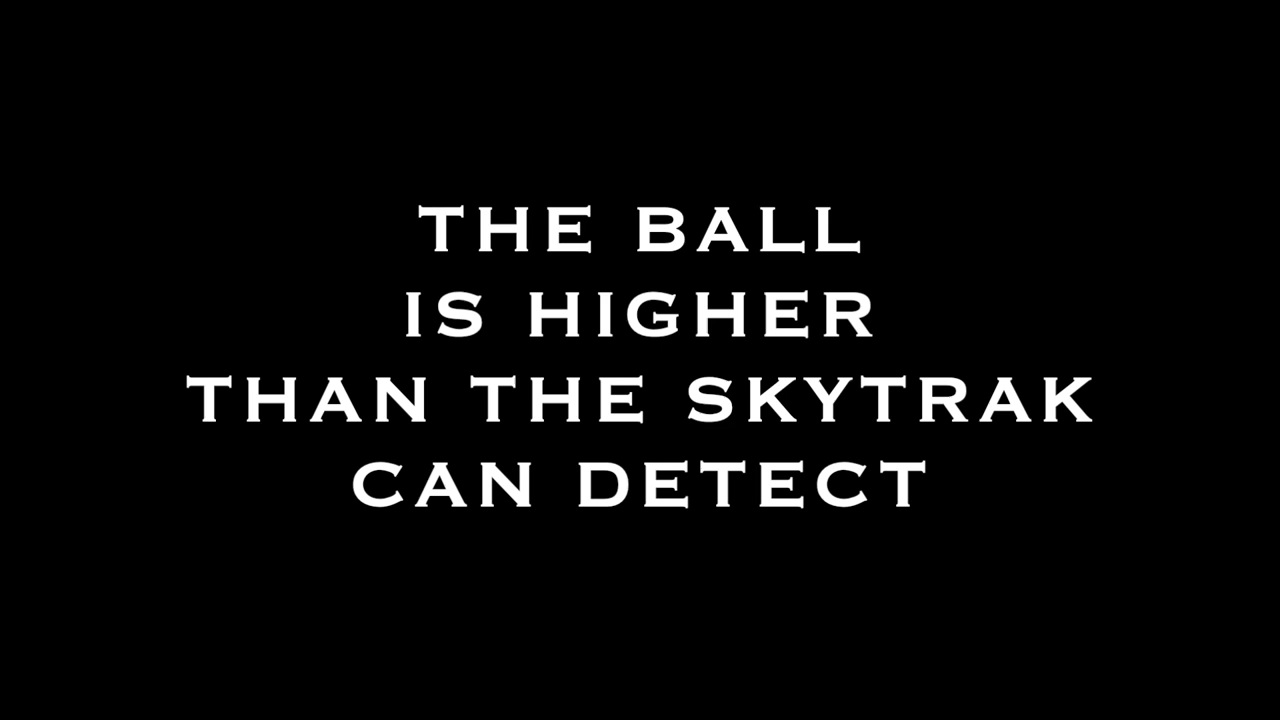 THE BALL
IS HIGHER
THAN THE SKYTRAK
CAN DETECT